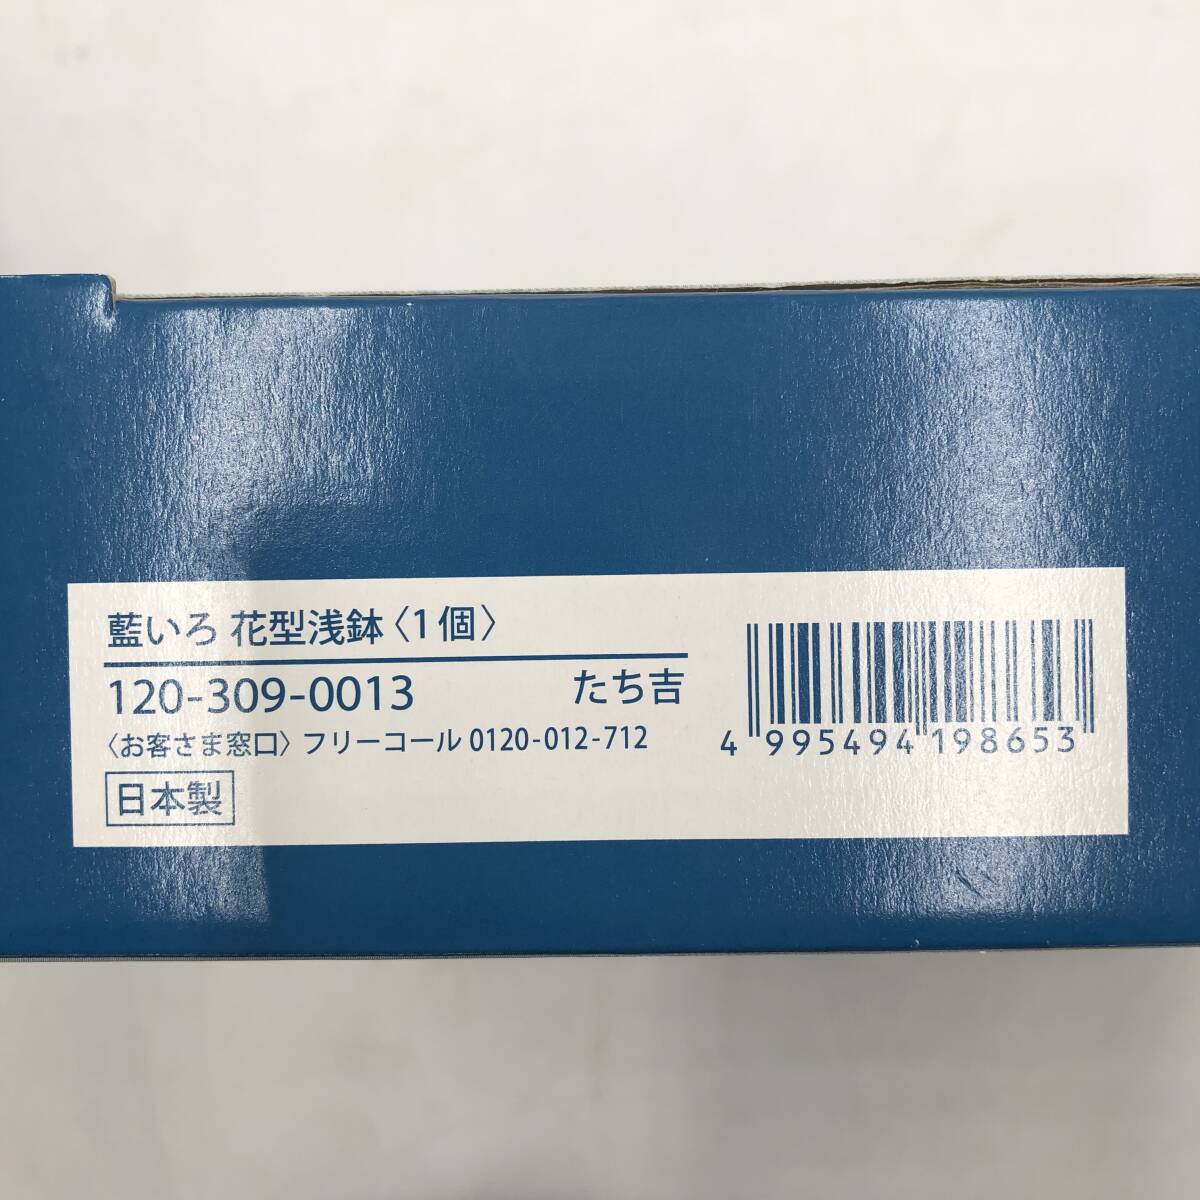 藍いろ 花型浅鉢〈1個〉
120-309-0013 たち吉
〈お客さま窓口〉フリーコール 0120-012-712
日本製
4 995494 198653